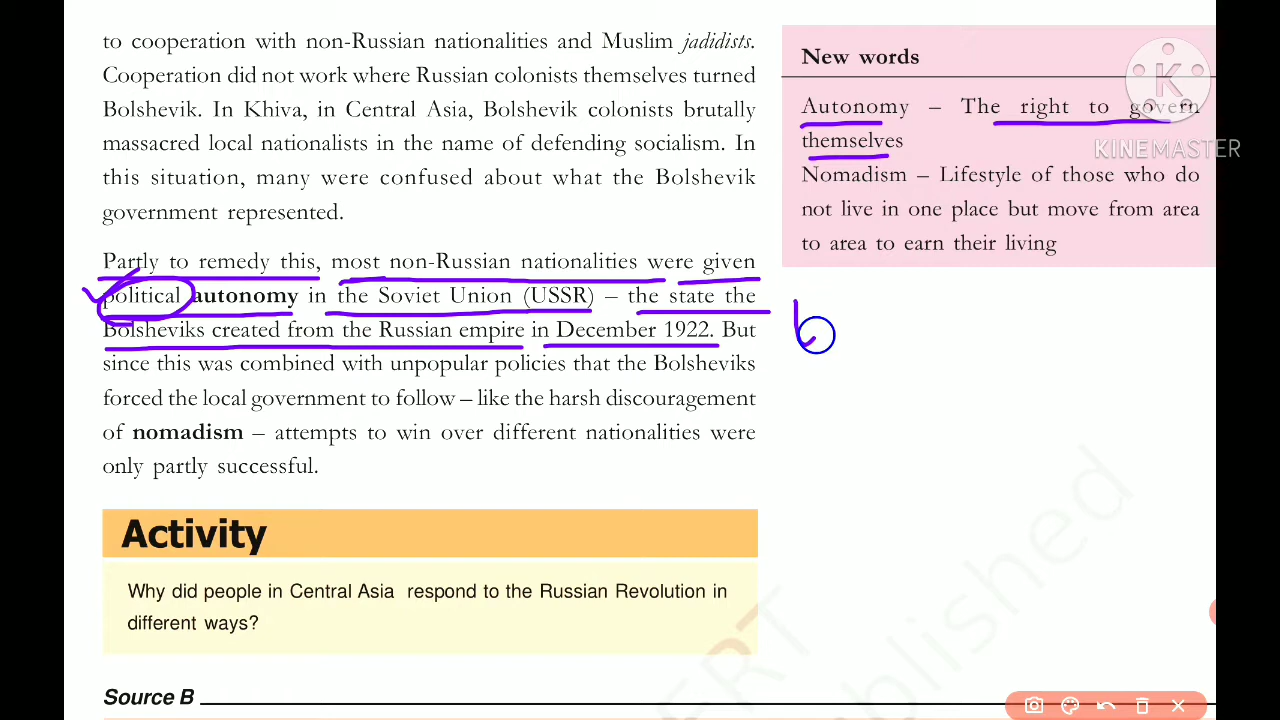 to cooperation with non-Russian nationalities and Muslim jadidists.
Cooperation did not work where Russian colonists themselves turned
Bolshevik. In Khiva, in Central Asia, Bolshevik colonists brutally
massacred local nationalists in the name of defending socialism. In
this situation, many were confused about what the Bolshevik
government represented.
Partly to remedy this, most non-Russian nationalities were given
political autonomy in the Soviet Union (USSR) – the state the
Bolsheviks created from the Russian empire in December 1922. But
since this was combined with unpopular policies that the Bolsheviks
forced the local government to follow – like the harsh discouragement
of nomadism – attempts to win over different nationalities were
only partly successful.
Activity
Why did people in Central Asia respond to the Russian Revolution in
different ways?
Source B
New words
Autonomy – The right to govern
themselves
Nomadism – Lifestyle of those who do
not live in one place but move from area
to area to earn their living
K
KINEMASTER